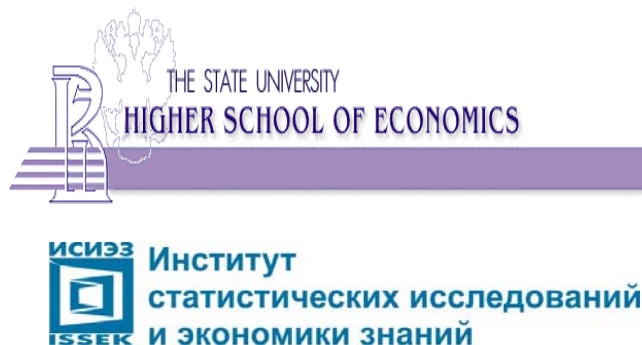 THE STATE UNIVERSITY
HIGHER SCHOOL OF ECONOMICS
ИСИЭЗ
Институт
статистических исследований
и экономики знаний
ISSEK